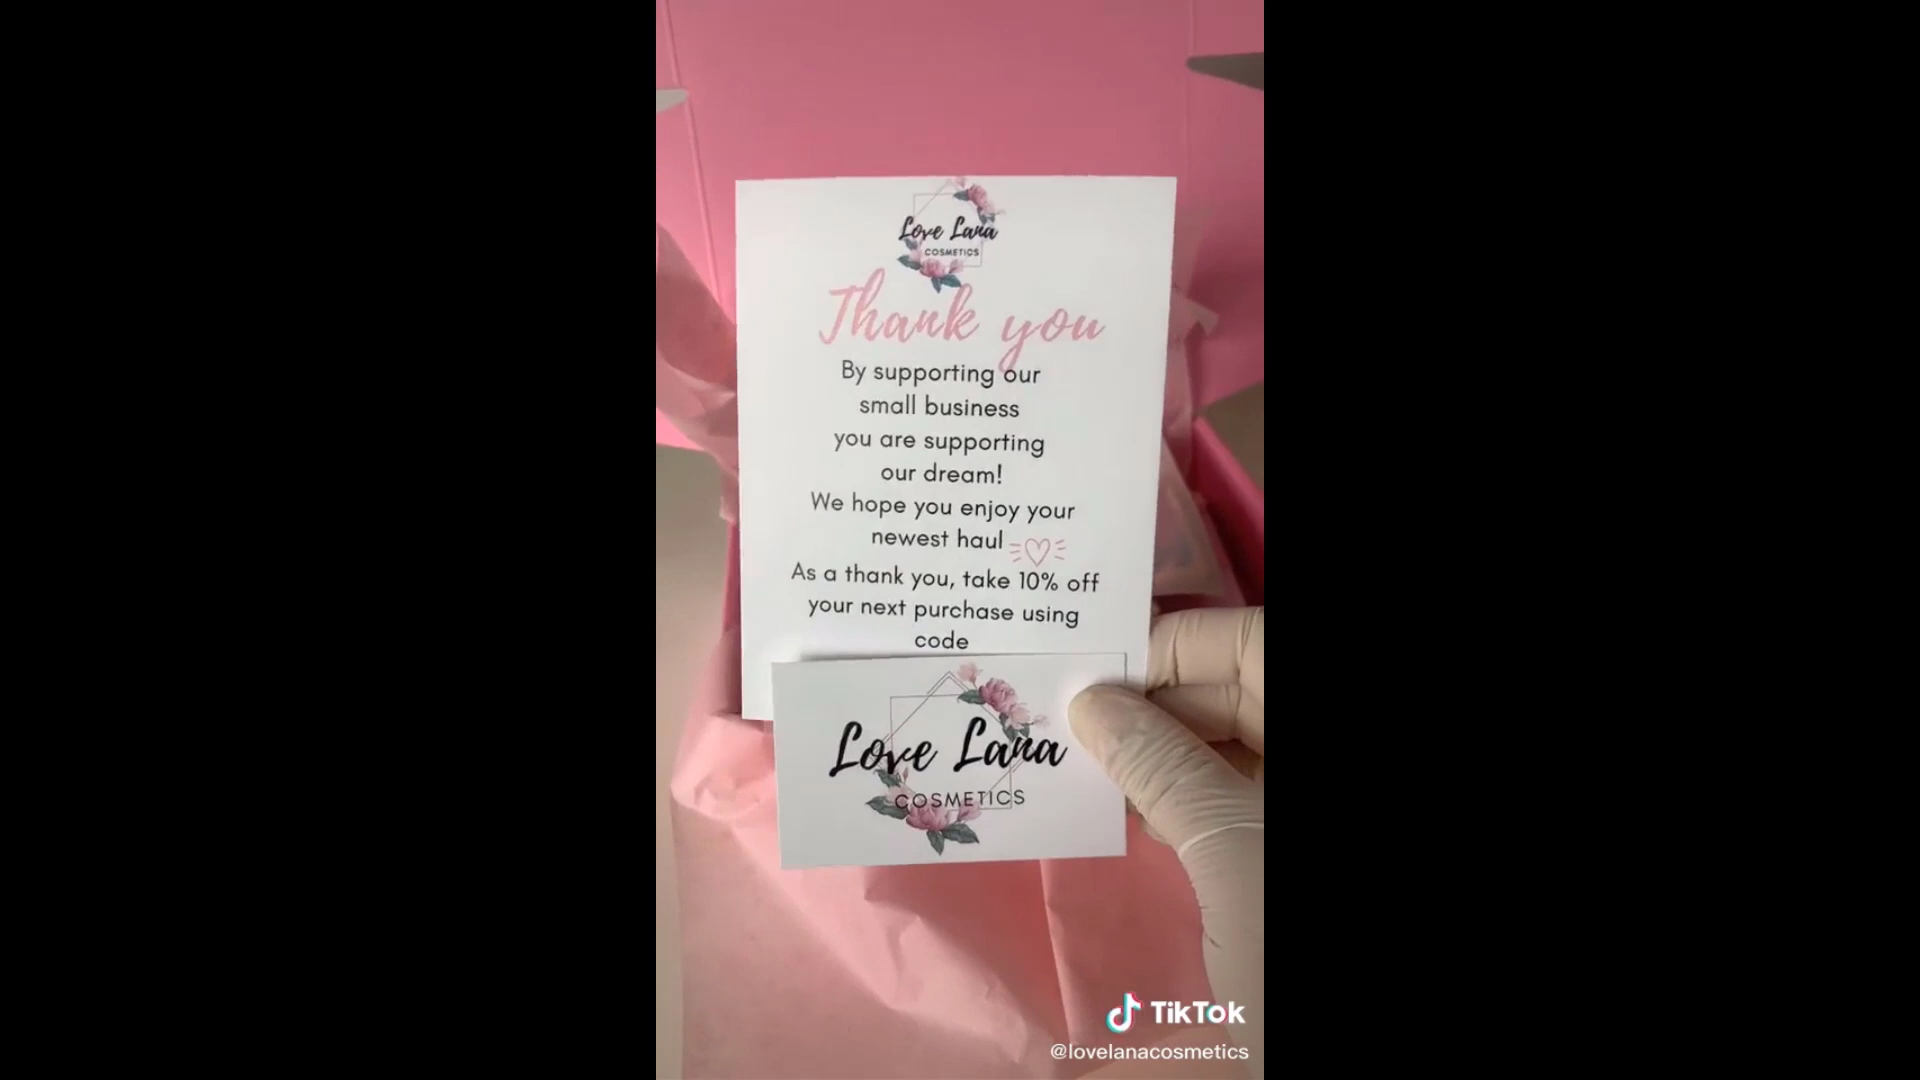 Love Lana
COSMETICS
Thank you
By supporting our
small business
you are supporting
our dream!
We hope you enjoy your
newest haul
As a thank you, take 10% off
your next purchase using
code
Love Lana
COSMETICS
TikTok
@lovelanacosmetics